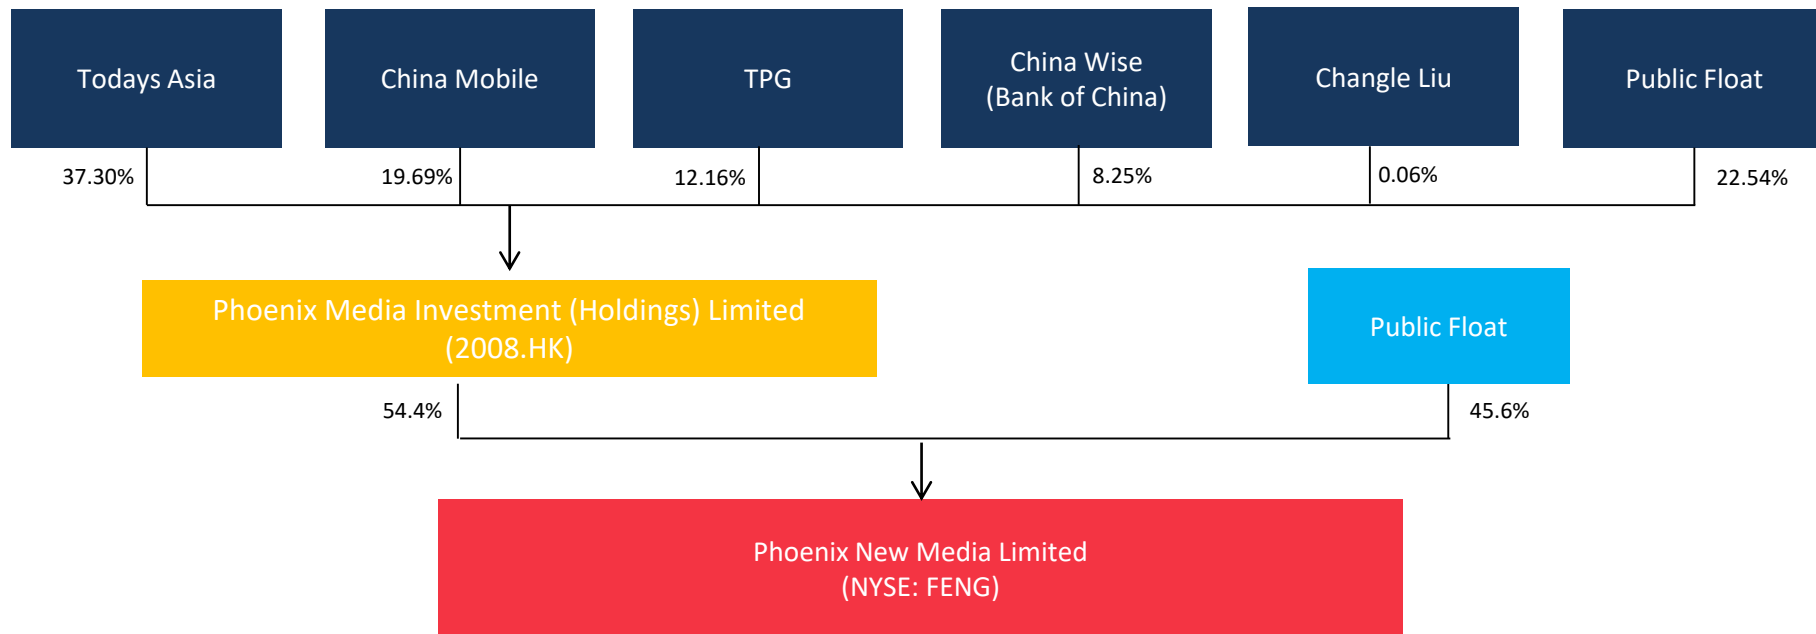 Todays Asia
China Mobile
TPG
China Wise
(Bank of China)
Changle Liu
Public Float
37.30%
19.69%
12.16%
8.25%
0.06%
22.54%
Phoenix Media Investment (Holdings) Limited
(2008.HK)
Public Float
54.4%
45.6%
Phoenix New Media Limited
(NYSE: FENG)